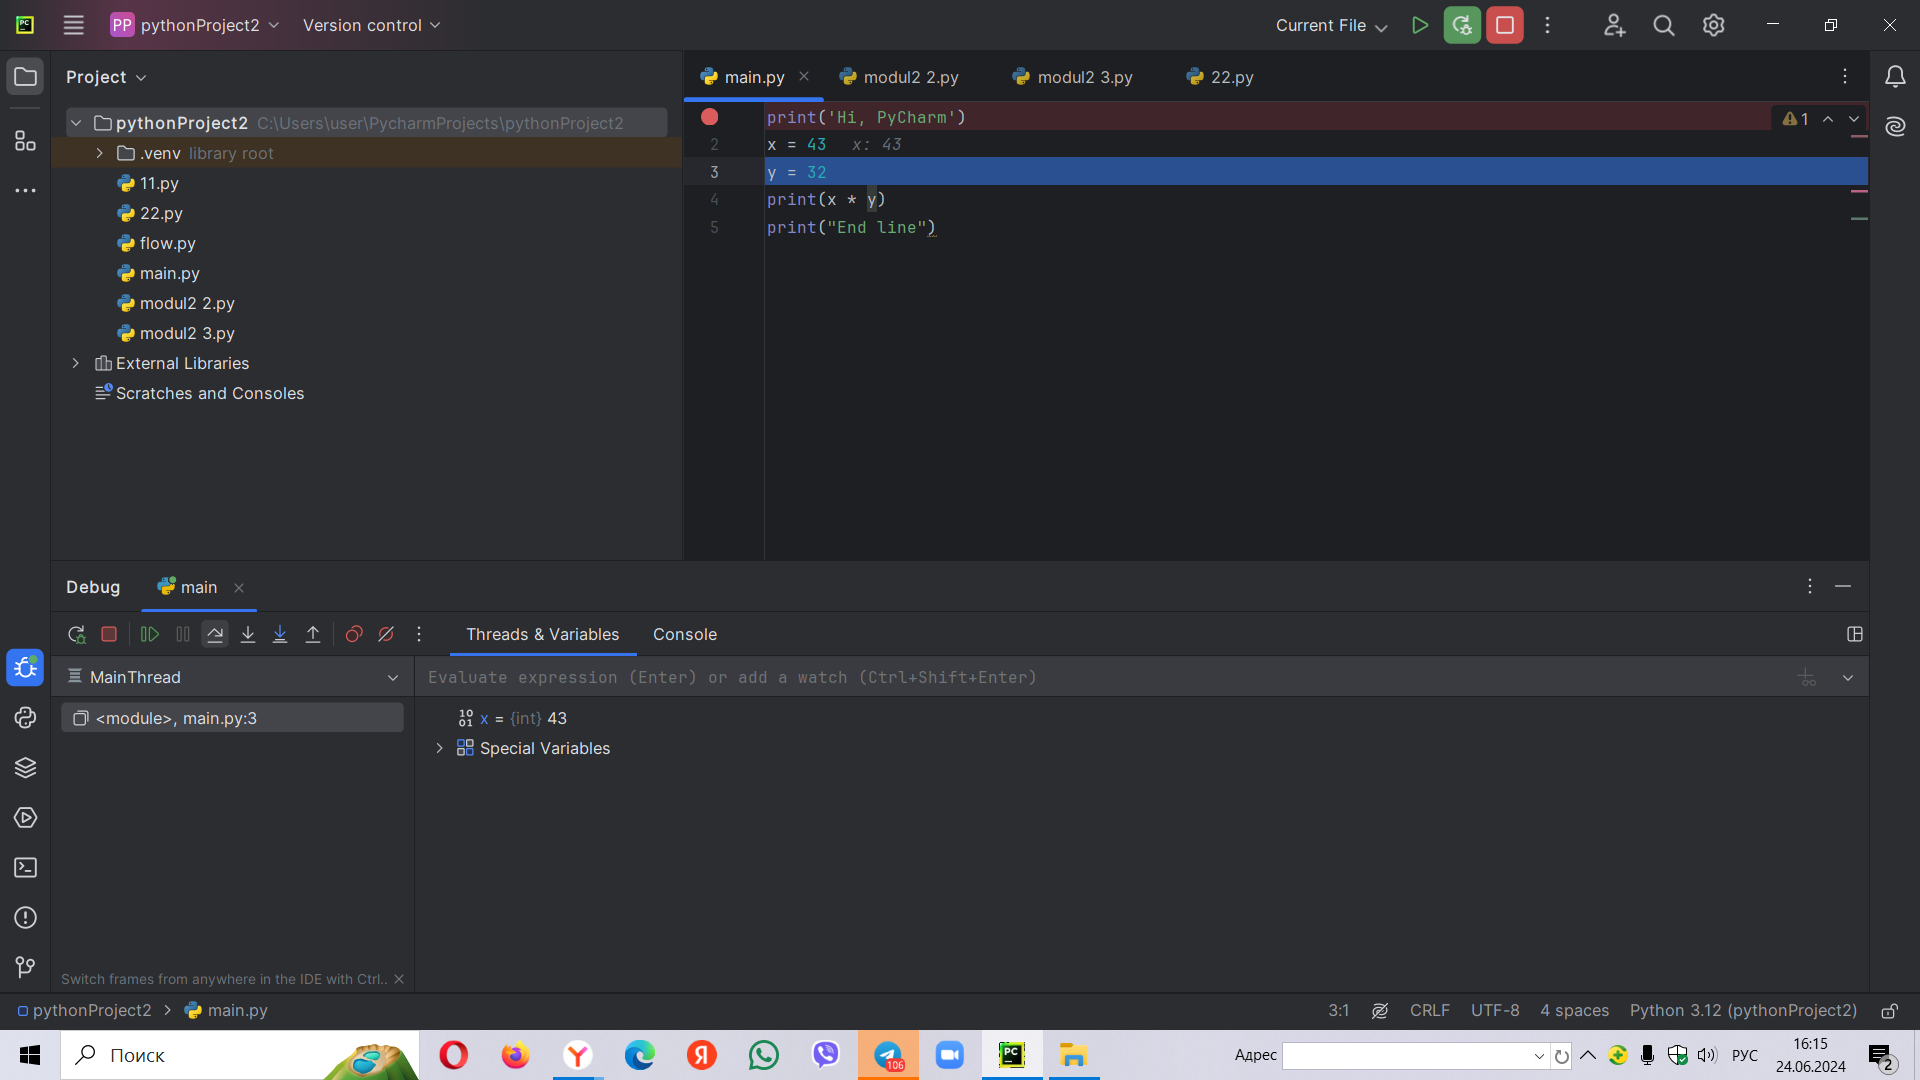 PC
PP pythonProject2
Version control
Current File
Project
main.py
modul2 2.py
modul2 3.py
22.py
pythonProject2 C:\Users\user\PycharmProjects\pythonProject2
.venv library root
11.py
22.py
flow.py
main.py
modul2 2.py
modul2 3.py
External Libraries
Scratches and Consoles
print('Hi, PyCharm')
1
2 x = 43 x: 43
3 y = 32
4 print(x * y)
5 print("End line")
Debug
main
Threads & Variables
Console
MainThread
Evaluate expression (Enter) or add a watch (Ctrl+Shift+Enter)
<module>, main.py:3
10
01
x = {int} 43
Special Variables
Switch frames from anywhere in the IDE with Ctrl..
pythonProject2 > main.py
3:1
CRLF
UTF-8
4 spaces
Python 3.12 (pythonProject2)
Поиск
Я
106
PC
Адрес
РУС
16:15
24.06.2024
2